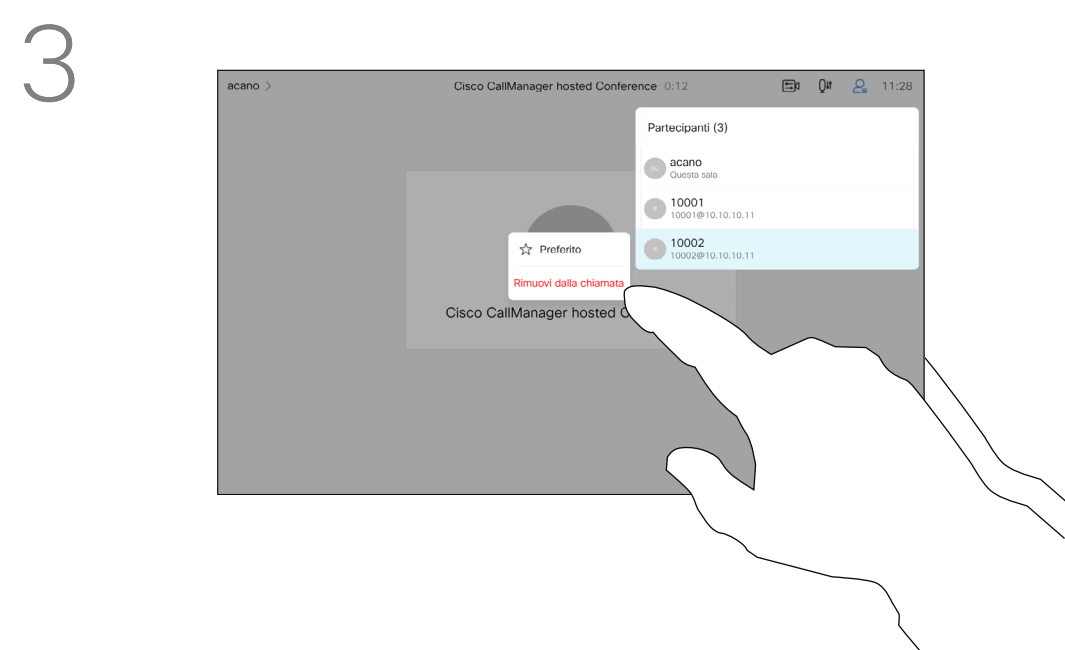 3
acano >
Cisco CallManager hosted Conference 0:12
11:28
Partecipanti (3)
AC
acano
Questa sala
10001
10001@10.10.10.11
10002
10002@10.10.10.11
Preferito
Rimuovi dalla chiamata
Cisco CallManager hosted